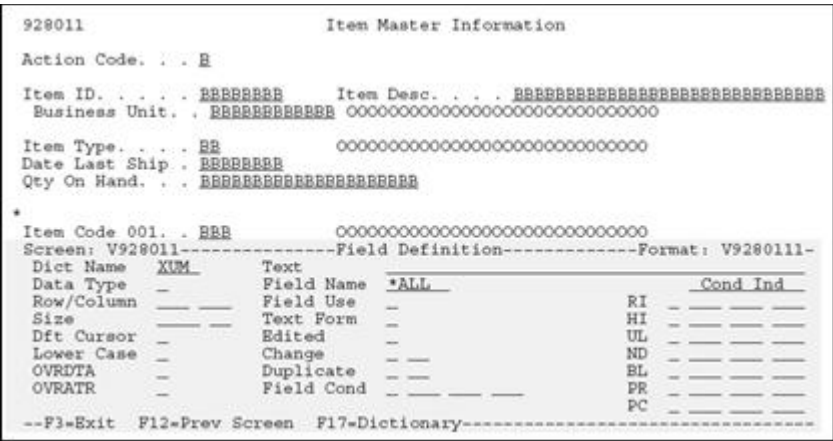 928011 Item Master Information
Action Code. . . B
Item ID. . . . . BBBBBBBB Item Desc. . . . BBBBBBBBBBBBBBBBBBBBBBBBBBBBBB
Business Unit. . BBBBBBBBBBBB OOOOOOOOOOOOOOOOOOOOOOOOOOOOOO
Item Type. . . . BB OOOOOOOOOOOOOOOOOOOOOOOOOOOOOO
Date Last Ship . BBBBBBBB
Qty On Hand. . . BBBBBBBBBBBBBBBBBBBBB
*
Item Code 001. . BBB OOOOOOOOOOOOOOOOOOOOOOOOOOOOOO
Screen: V928011---------------Field Definition-------------Format: V9280111-
Dict Name XUM_ Text
Data Type _ Field Name *ALL__ Cond Ind
Row/Column ___ ___ Field Use _ RI _ ___ ___ ___
Size ____ __ Text Form _ HI _ ___ ___ ___
Dft Cursor _ Edited _ UL _ ___ ___ ___
Lower Case _ Change _ __ ND _ ___ ___ ___
OVRDTA _ Duplicate _ __ BL _ ___ ___ ___
OVRATR _ Field Cond _ ___ ___ ___ PR _ ___ ___ ___
PC _ ___ ___ ___
--F3=Exit F12=Prev Screen F17=Dictionary----------------------------------